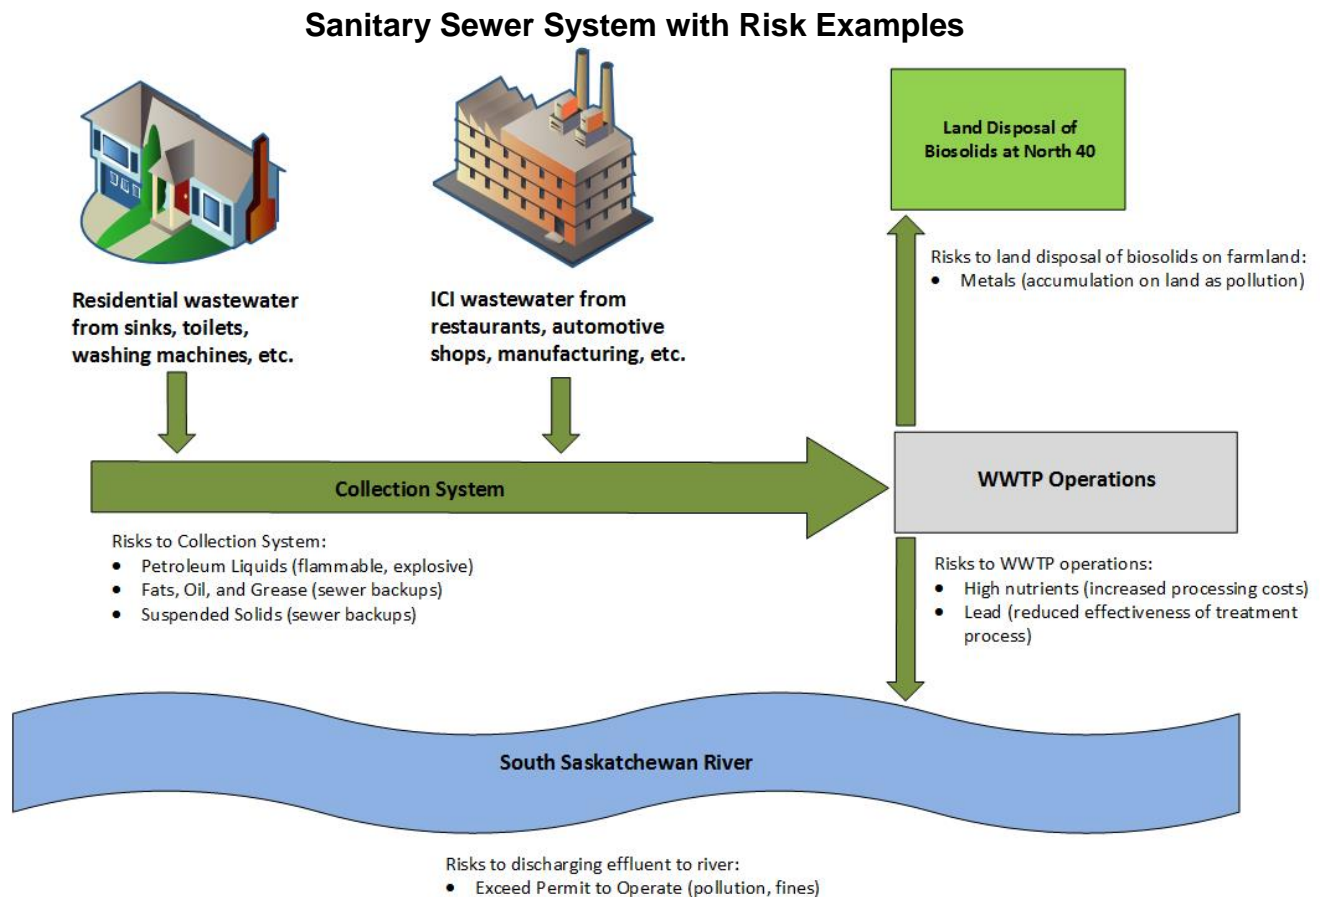 Sanitary Sewer System with Risk Examples
Land Disposal of
Biosolids at North 40
Risks to land disposal of biosolids on farmland:
• Metals (accumulation on land as pollution)
Residential wastewater
from sinks, toilets,
washing machines, etc.
ICI wastewater from
restaurants, automotive
shops, manufacturing, etc.
Collection System
WWTP Operations
Risks to Collection System:
• Petroleum Liquids (flammable, explosive)
• Fats, Oil, and Grease (sewer backups)
• Suspended Solids (sewer backups)
Risks to WWTP operations:
• High nutrients (increased processing costs)
• Lead (reduced effectiveness of treatment
process)
South Saskatchewan River
Risks to discharging effluent to river:
• Exceed Permit to Operate (pollution, fines)